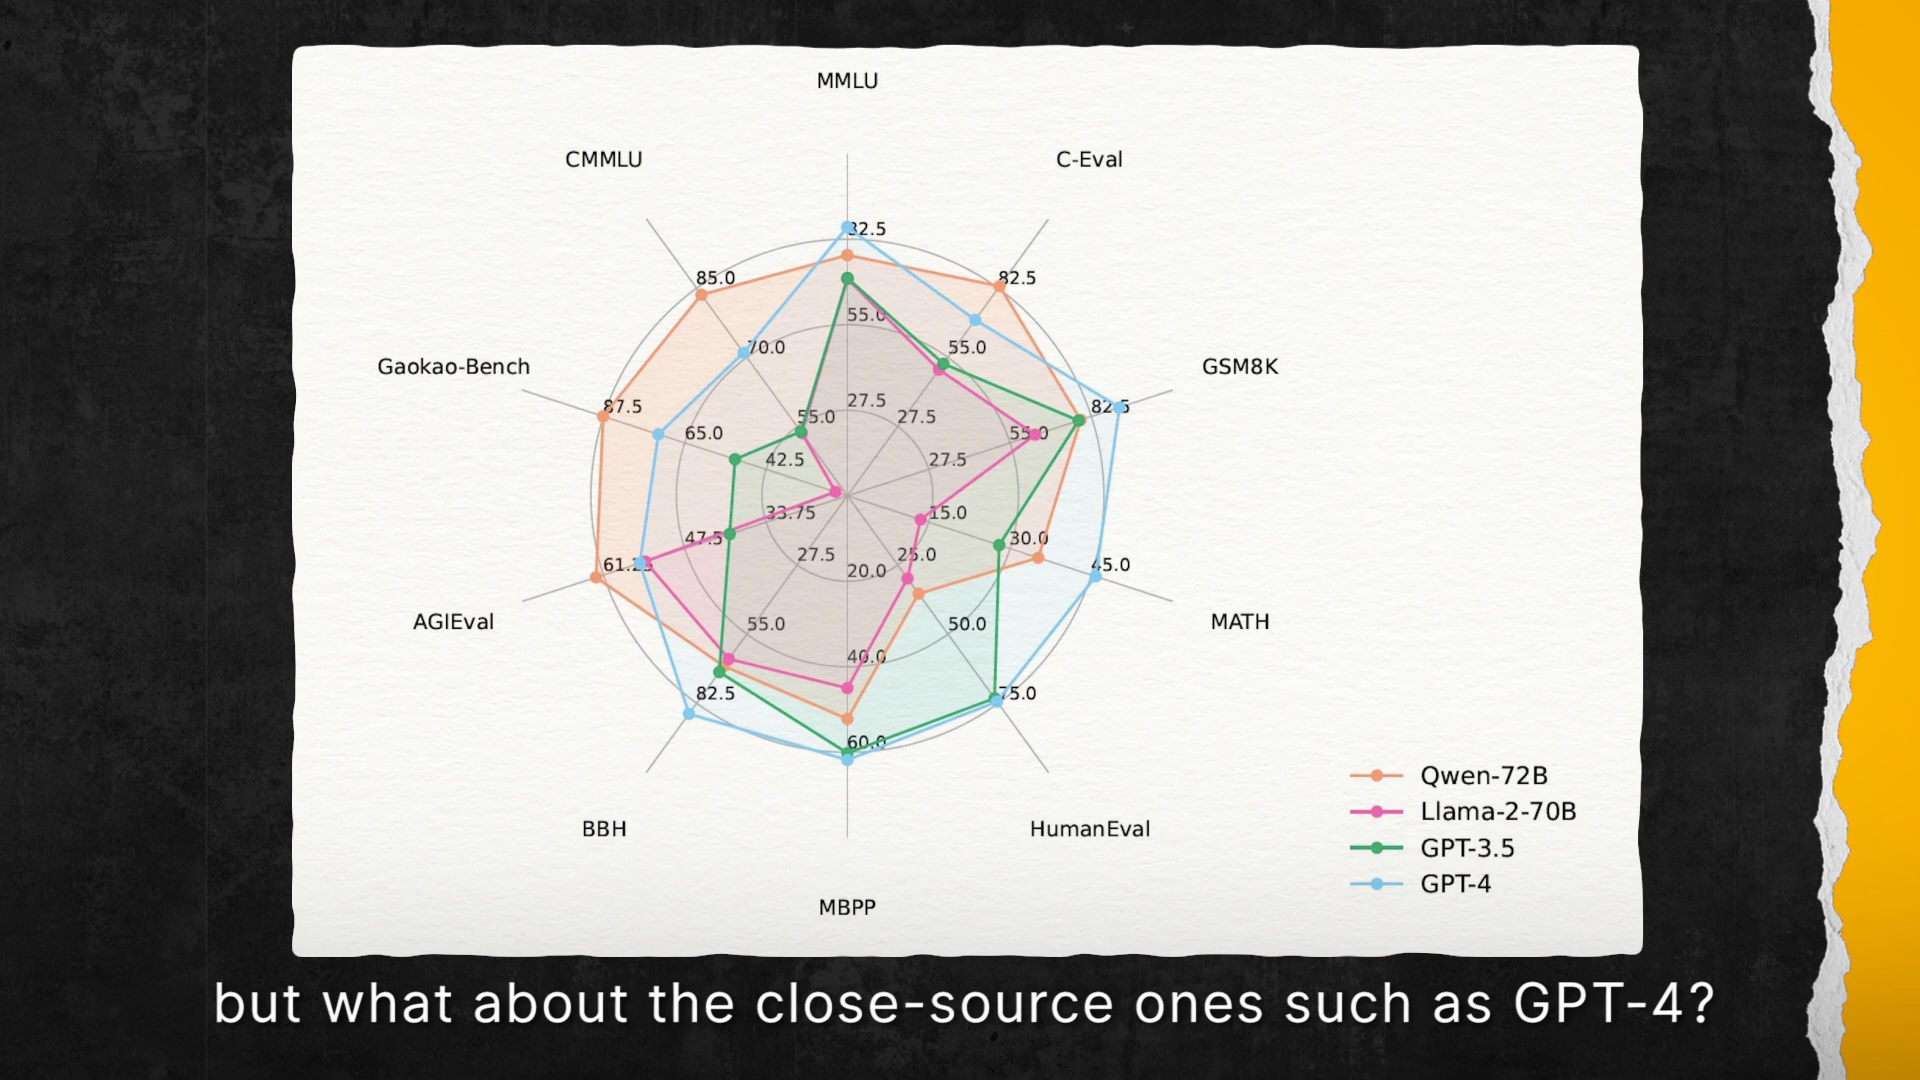 MMLU
CMMLU
C-Eval
82.5
85.0
82.5
55.0
70.0
55.0
Gaokao-Bench
GSM8K
87.5
27.5
82.5
55.0
27.5
65.0
55.0
42.5
27.5
33.75
15.0
47.5
30.0
27.5
25.0
61.25
20.0
45.0
AGIEval
55.0
50.0
MATH
40.0
82.5
75.0
60.0
Qwen-72B
Llama-2-70B
BBH
HumanEval
GPT-3.5
GPT-4
MBPP
but what about the close-source ones such as GPT-4?